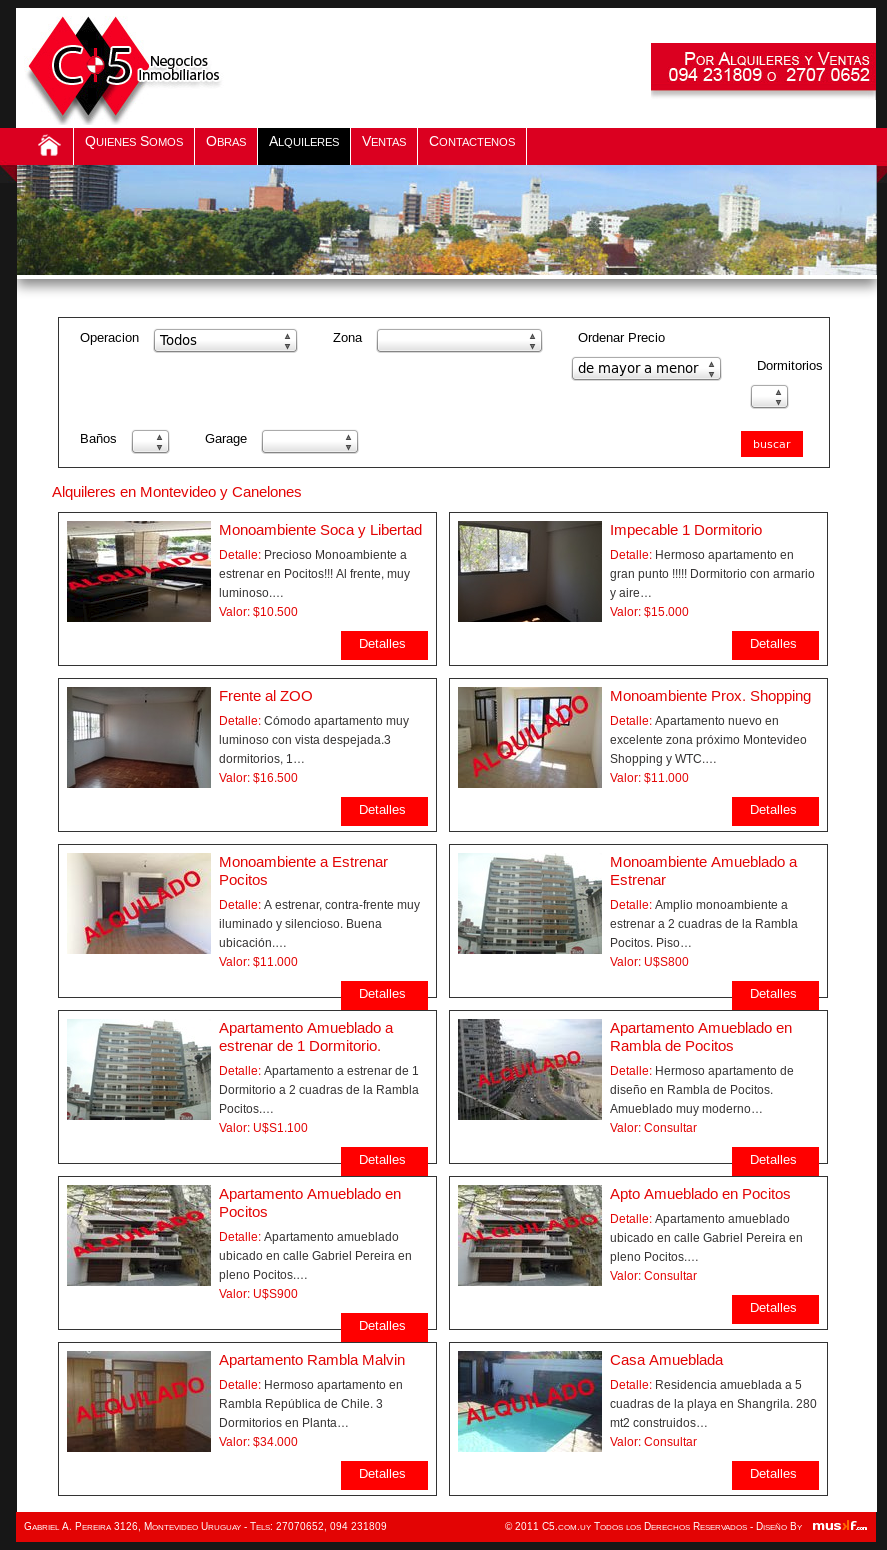 C+5 Negocios
Inmobiliarios
Por Alquileres y Ventas
094 231809 o 2707 0652
Quienes Somos
Obras
Alquileres
Ventas
Contactenos
Operacion
Todos
Zona
Ordenar Precio
de mayor a menor
Dormitorios
Baños
Garage
buscar
Alquileres en Montevideo y Canelones
ALQUILADO
Monoambiente Soca y Libertad
Detalle: Precioso Monoambiente a
estrenar en Pocitos!!! Al frente, muy
luminoso.…
Valor: $10.500
Detalles
Impecable 1 Dormitorio
Detalle: Hermoso apartamento en
gran punto !!!!! Dormitorio con armario
y aire…
Valor: $15.000
Detalles
Frente al ZOO
Detalle: Cómodo apartamento muy
luminoso con vista despejada.3
dormitorios, 1…
Valor: $16.500
Detalles
ALQUILADO
Monoambiente Prox. Shopping
Detalle: Apartamento nuevo en
excelente zona próximo Montevideo
Shopping y WTC.…
Valor: $11.000
Detalles
ALQUILADO
Monoambiente a Estrenar
Pocitos
Detalle: A estrenar, contra-frente muy
iluminado y silencioso. Buena
ubicación.…
Valor: $11.000
Detalles
Monoambiente Amueblado a
Estrenar
Detalle: Amplio monoambiente a
estrenar a 2 cuadras de la Rambla
Pocitos. Piso…
Valor: U$S800
Detalles
Apartamento Amueblado a
estrenar de 1 Dormitorio.
Detalle: Apartamento a estrenar de 1
Dormitorio a 2 cuadras de la Rambla
Pocitos.…
Valor: U$S1.100
Detalles
ALQUILADO
Apartamento Amueblado en
Rambla de Pocitos
Detalle: Hermoso apartamento de
diseño en Rambla de Pocitos.
Amueblado muy moderno…
Valor: Consultar
Detalles
ALQUILADO
Apartamento Amueblado en
Pocitos
Detalle: Apartamento amueblado
ubicado en calle Gabriel Pereira en
pleno Pocitos.…
Valor: U$S900
Detalles
ALQUILADO
Apto Amueblado en Pocitos
Detalle: Apartamento amueblado
ubicado en calle Gabriel Pereira en
pleno Pocitos.…
Valor: Consultar
Detalles
ALQUILADO
Apartamento Rambla Malvin
Detalle: Hermoso apartamento en
Rambla República de Chile. 3
Dormitorios en Planta…
Valor: $34.000
Detalles
ALQUILADO
Casa Amueblada
Detalle: Residencia amueblada a 5
cuadras de la playa en Shangrila. 280
mt2 construidos…
Valor: Consultar
Detalles
Gabriel A. Pereira 3126, Montevideo Uruguay - Tels: 27070652, 094 231809
© 2011 C5.com.uy Todos los Derechos Reservados - Diseño By